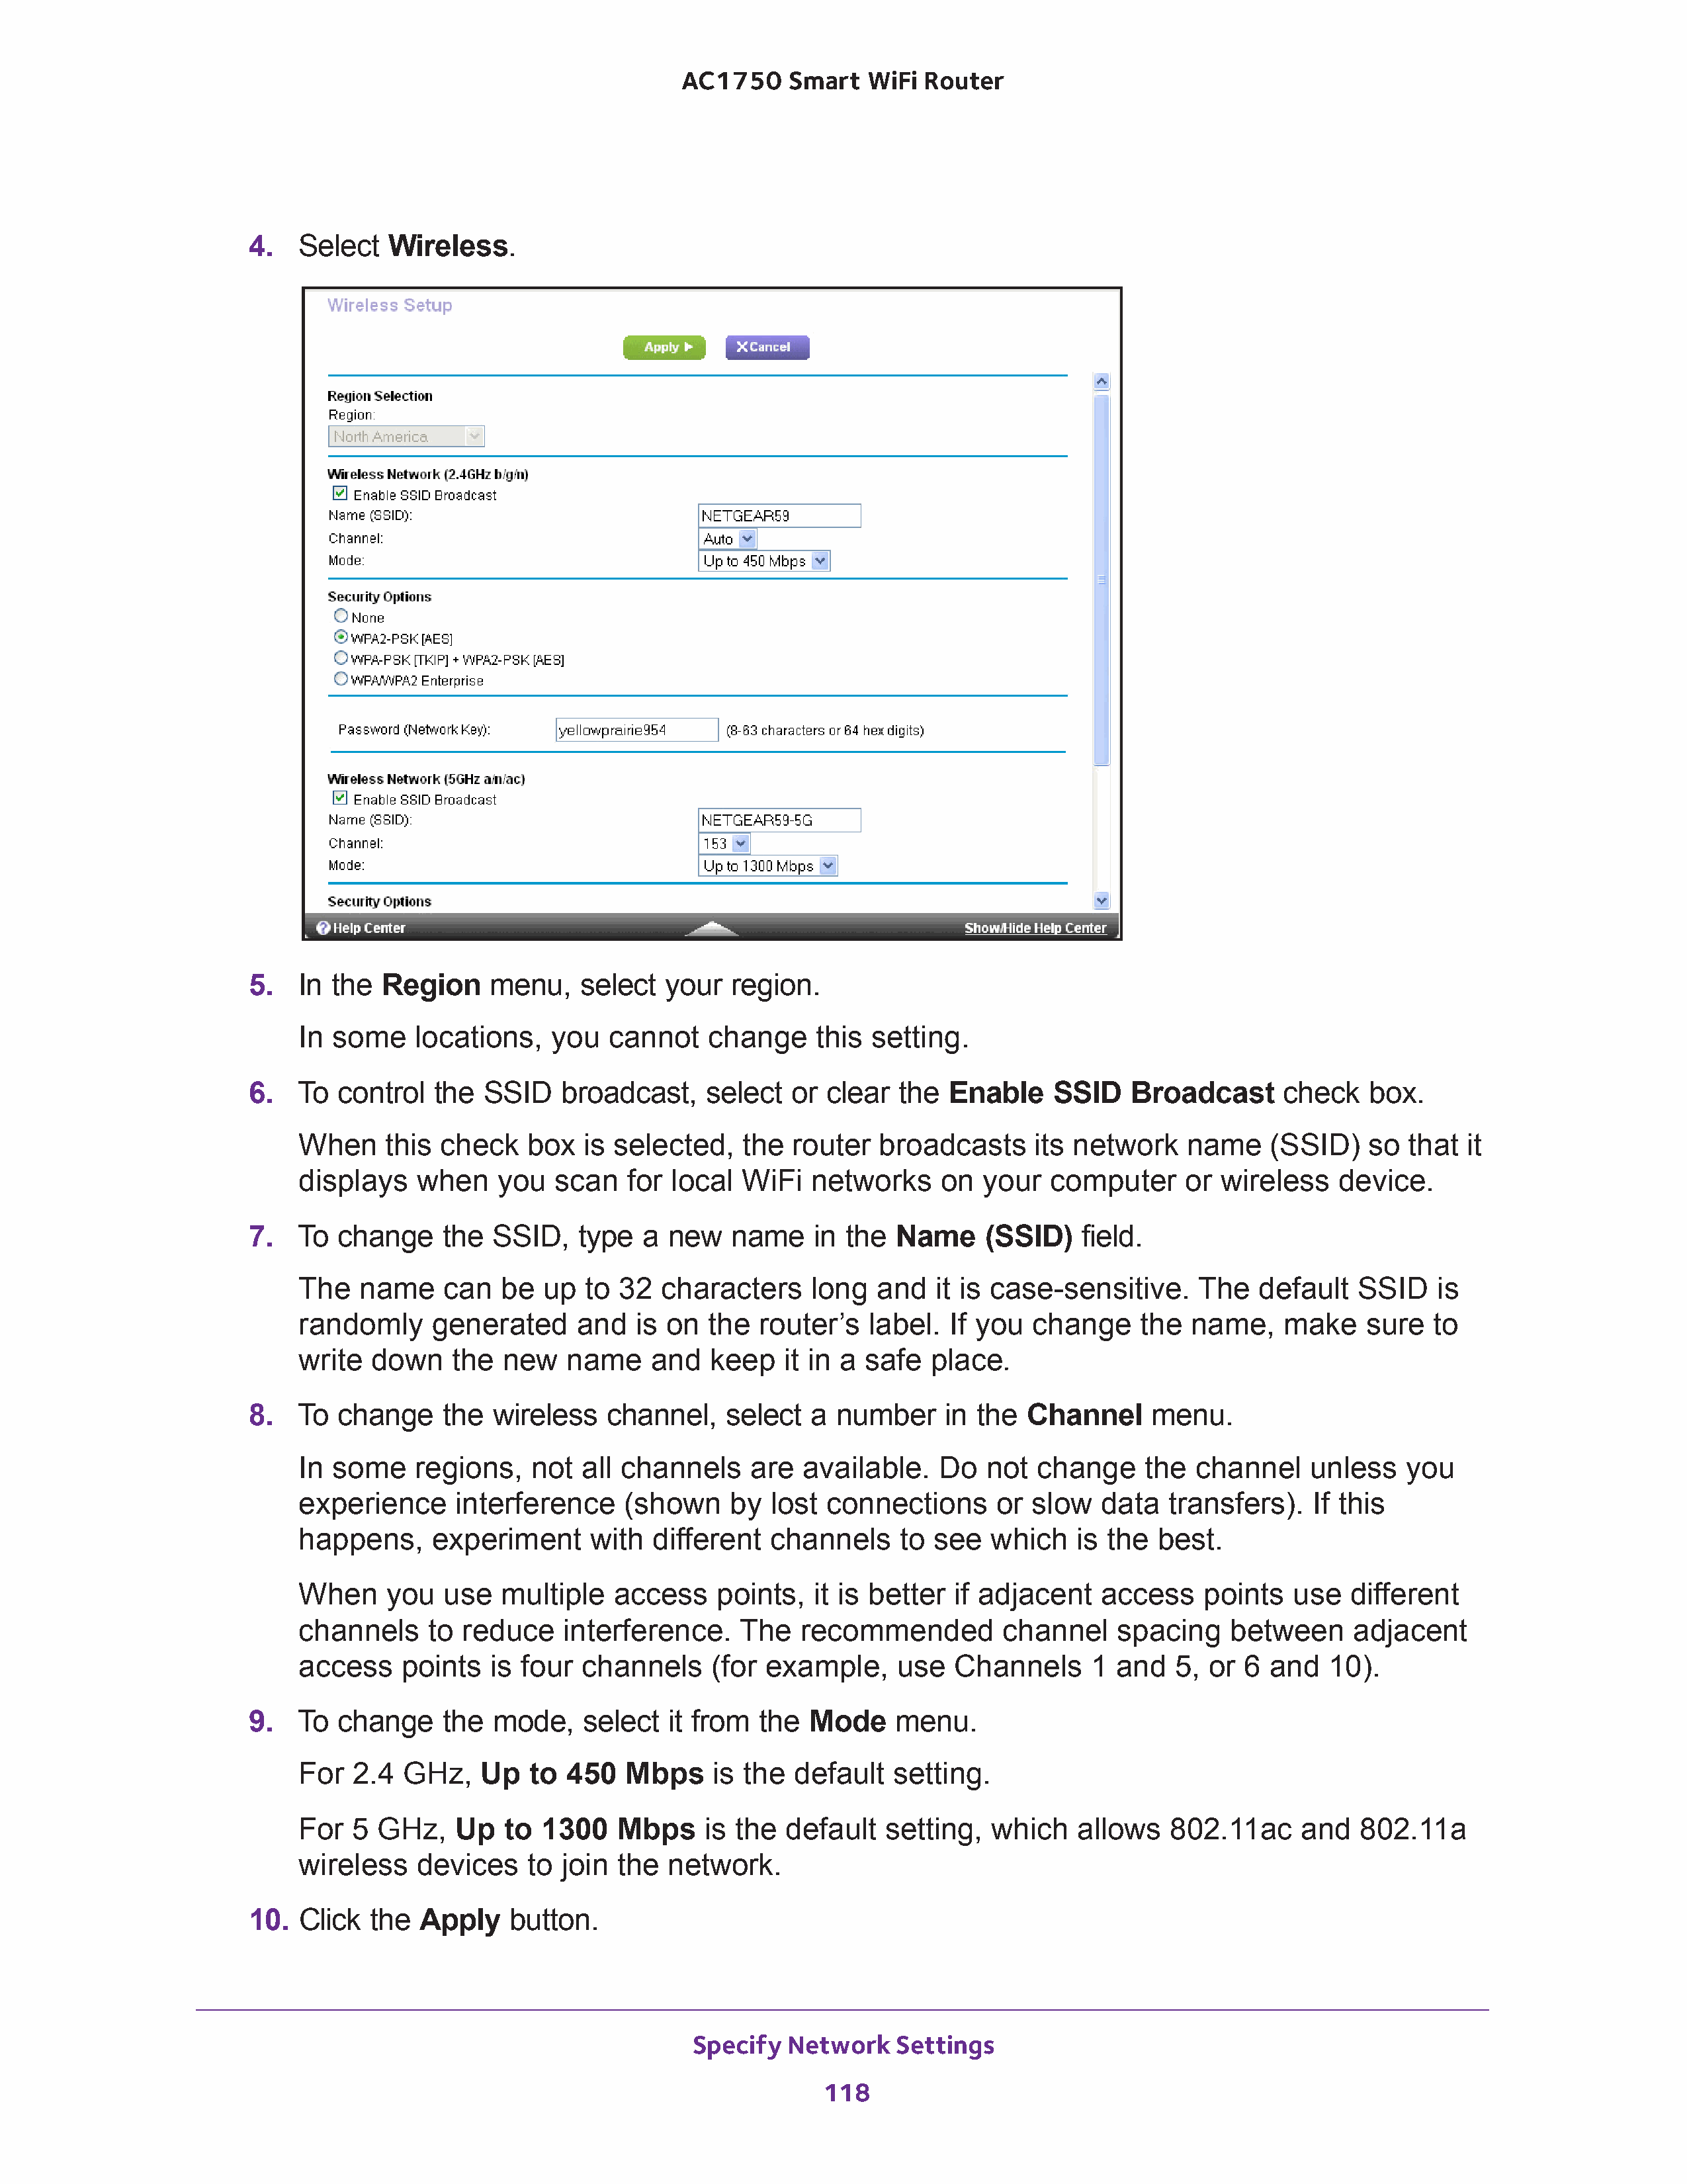 AC1750 Smart WiFi Router
4. Select Wireless.
Wireless Setup
Apply
Cancel
Region Selection
Region:
North America
Wireless Network (2.4GHz b/g/n)
Enable SSID Broadcast
Name (SSID): NETGEAR59
Channel: Auto
Mode: Up to 450 Mbps
Security Options
None
WPA2-PSK [AES]
WPA-PSK [TKIP] + WPA2-PSK [AES]
WPA/WPA2 Enterprise
Password (Network Key): yellowprairie954 (8-63 characters or 64 hex digits)
Wireless Network (5GHz a/n/ac)
Enable SSID Broadcast
Name (SSID): NETGEAR59-5G
Channel: 153
Mode: Up to 1300 Mbps
Security Options
? Help Center Show/Hide Help Center
5. In the Region menu, select your region.
In some locations, you cannot change this setting.
6. To control the SSID broadcast, select or clear the Enable SSID Broadcast check box.
When this check box is selected, the router broadcasts its network name (SSID) so that it
displays when you scan for local WiFi networks on your computer or wireless device.
7. To change the SSID, type a new name in the Name (SSID) field.
The name can be up to 32 characters long and it is case-sensitive. The default SSID is
randomly generated and is on the router’s label. If you change the name, make sure to
write down the new name and keep it in a safe place.
8. To change the wireless channel, select a number in the Channel menu.
In some regions, not all channels are available. Do not change the channel unless you
experience interference (shown by lost connections or slow data transfers). If this
happens, experiment with different channels to see which is the best.
When you use multiple access points, it is better if adjacent access points use different
channels to reduce interference. The recommended channel spacing between adjacent
access points is four channels (for example, use Channels 1 and 5, or 6 and 10).
9. To change the mode, select it from the Mode menu.
For 2.4 GHz, Up to 450 Mbps is the default setting.
For 5 GHz, Up to 1300 Mbps is the default setting, which allows 802.11ac and 802.11a
wireless devices to join the network.
10. Click the Apply button.
Specify Network Settings
118